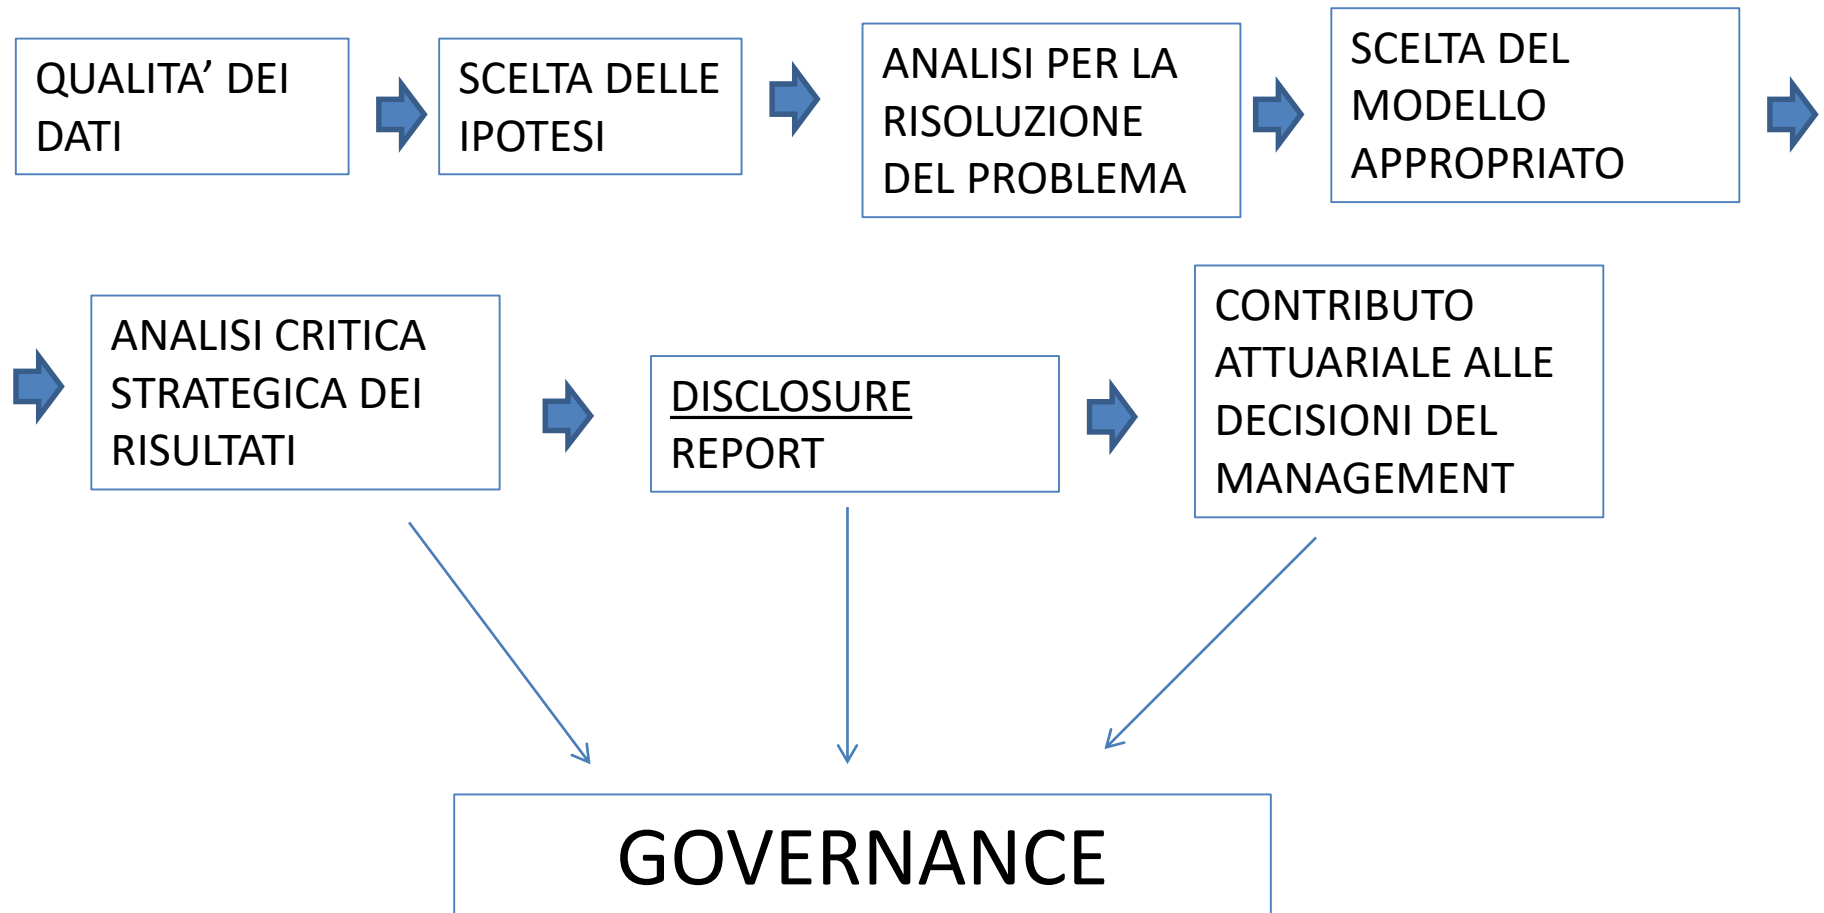 QUALITA’ DEI
DATI
SCELTA DELLE
IPOTESI
ANALISI PER LA
RISOLUZIONE
DEL PROBLEMA
SCELTA DEL
MODELLO
APPROPRIATO
ANALISI CRITICA
STRATEGICA DEI
RISULTATI
DISCLOSURE
REPORT
CONTRIBUTO
ATTUARIALE ALLE
DECISIONI DEL
MANAGEMENT
GOVERNANCE